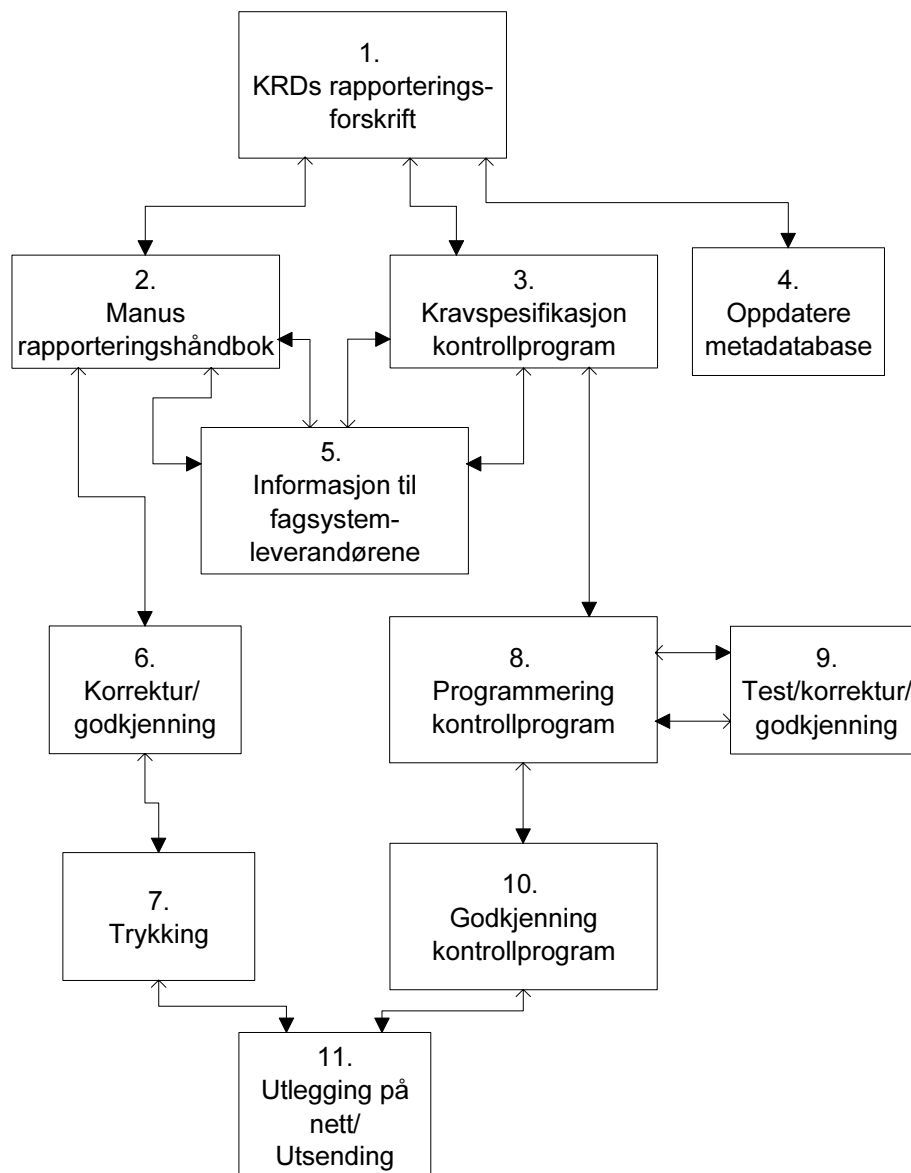 1.
KRDs rapporterings-
forskrift
2.
Manus
rapporteringshåndbok
3.
Kravspesifikasjon
kontrollprogram
4.
Oppdatere
metadatabase
5.
Informasjon til
fagsystem-
leverandørene
6.
Korrektur/
godkjenning
8.
Programmering
kontrollprogram
9.
Test/korrektur/
godkjenning
7.
Trykking
10.
Godkjenning
kontrollprogram
11.
Utlegging på
nett/
Utsending